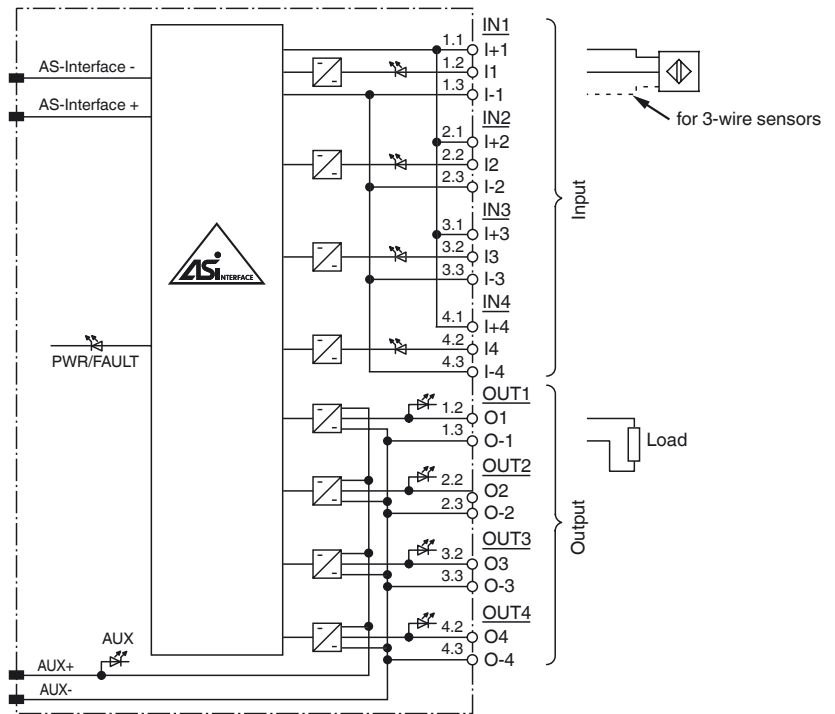 AS-Interface -
AS-Interface +
ASi INTERFACE
PWR/FAULT
AUX
AUX+
AUX-
IN1
1.1 I+1
1.2 I1
1.3 I-1
IN2
2.1 I+2
2.2 I2
2.3 I-2
IN3
3.1 I+3
3.2 I3
3.3 I-3
IN4
4.1 I+4
4.2 I4
4.3 I-4
OUT1
1.2 O1
1.3 O-1
OUT2
2.2 O2
2.3 O-2
OUT3
3.2 O3
3.3 O-3
OUT4
4.2 O4
4.3 O-4
Input
Output
for 3-wire sensors
Load